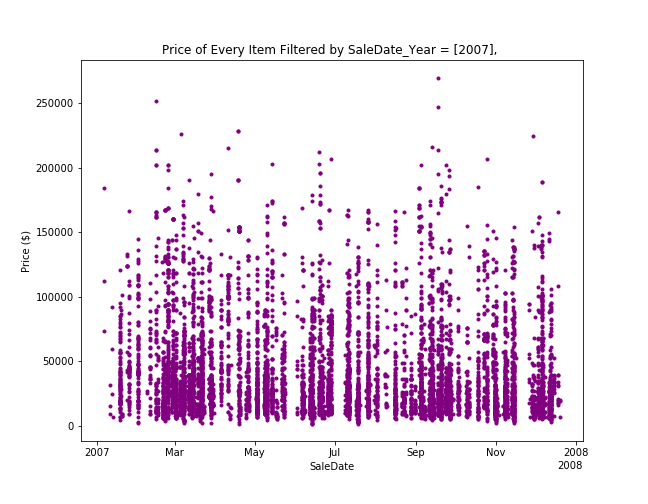 Price of Every Item Filtered by SaleDate_Year = [2007],
250000
200000
150000
100000
50000
0
Price ($)
2007 Mar May Jul Sep Nov 2008
SaleDate
2008